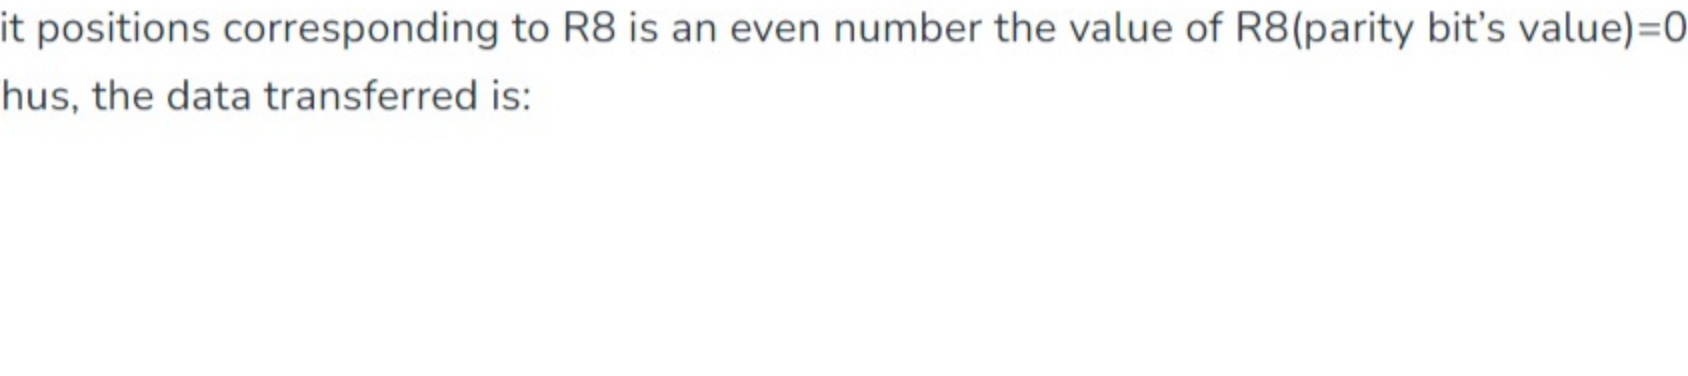 it positions corresponding to R8 is an even number the value of R8(parity bit’s value)=0
hus, the data transferred is: